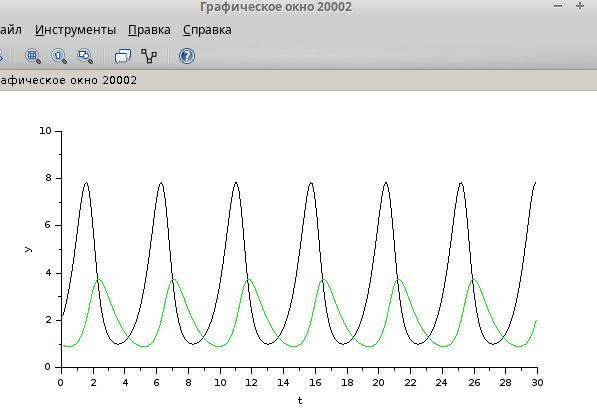 Графическое окно 20002
айл Инструменты Правка Справка
афическое окно 20002
10
8
6
4
2
0
y
0 2 4 6 8 10 12 14 16 18 20 22 24 26 28 30
t